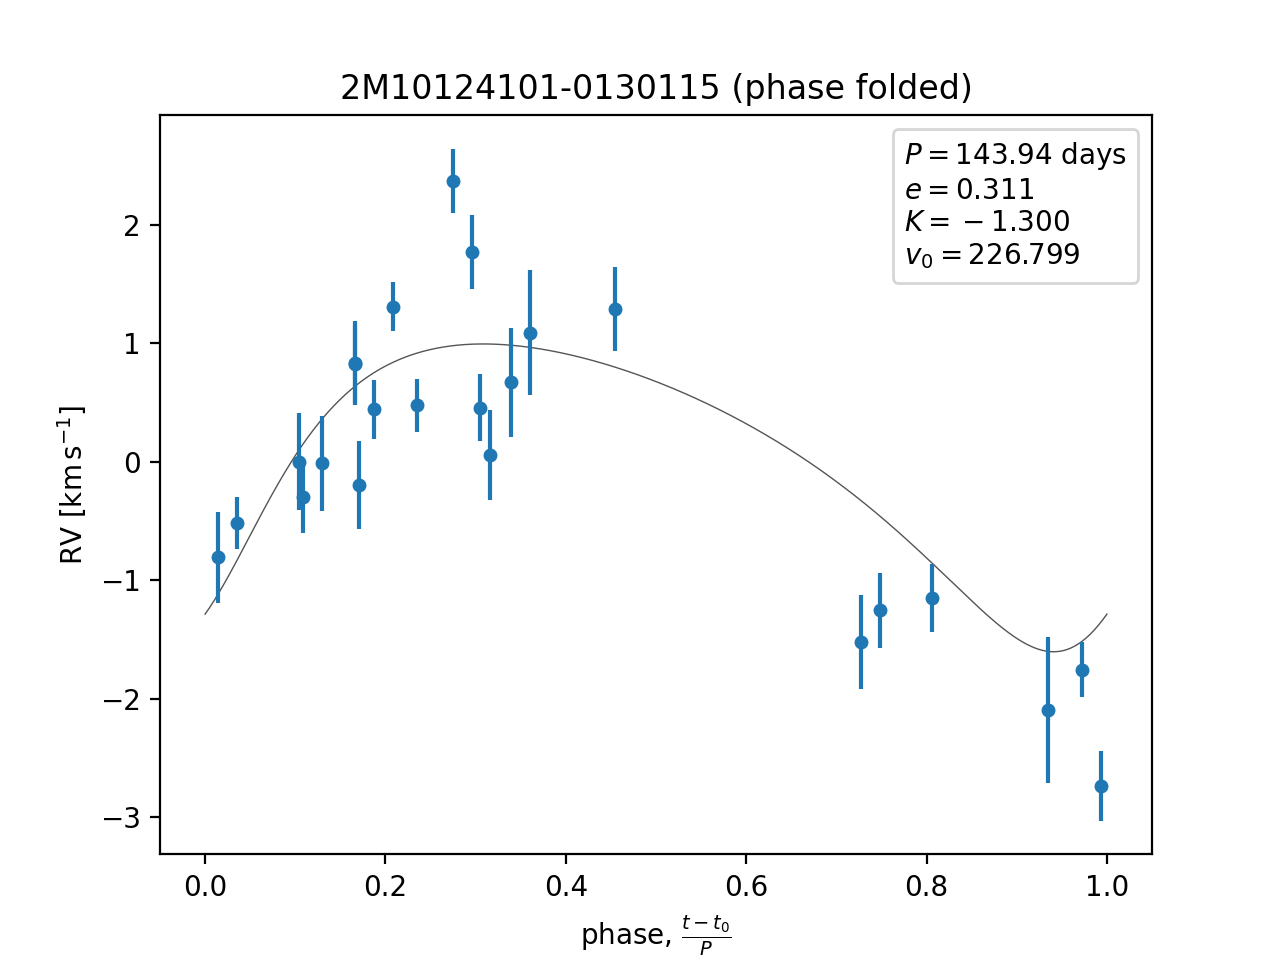 2M10124101-0130115 (phase folded)
P = 143.94 days
e = 0.311
K = −1.300
v₀ = 226.799
RV [km s⁻¹]
2
1
0
−1
−2
−3
0.0 0.2 0.4 0.6 0.8 1.0
phase, (t − t₀)/P